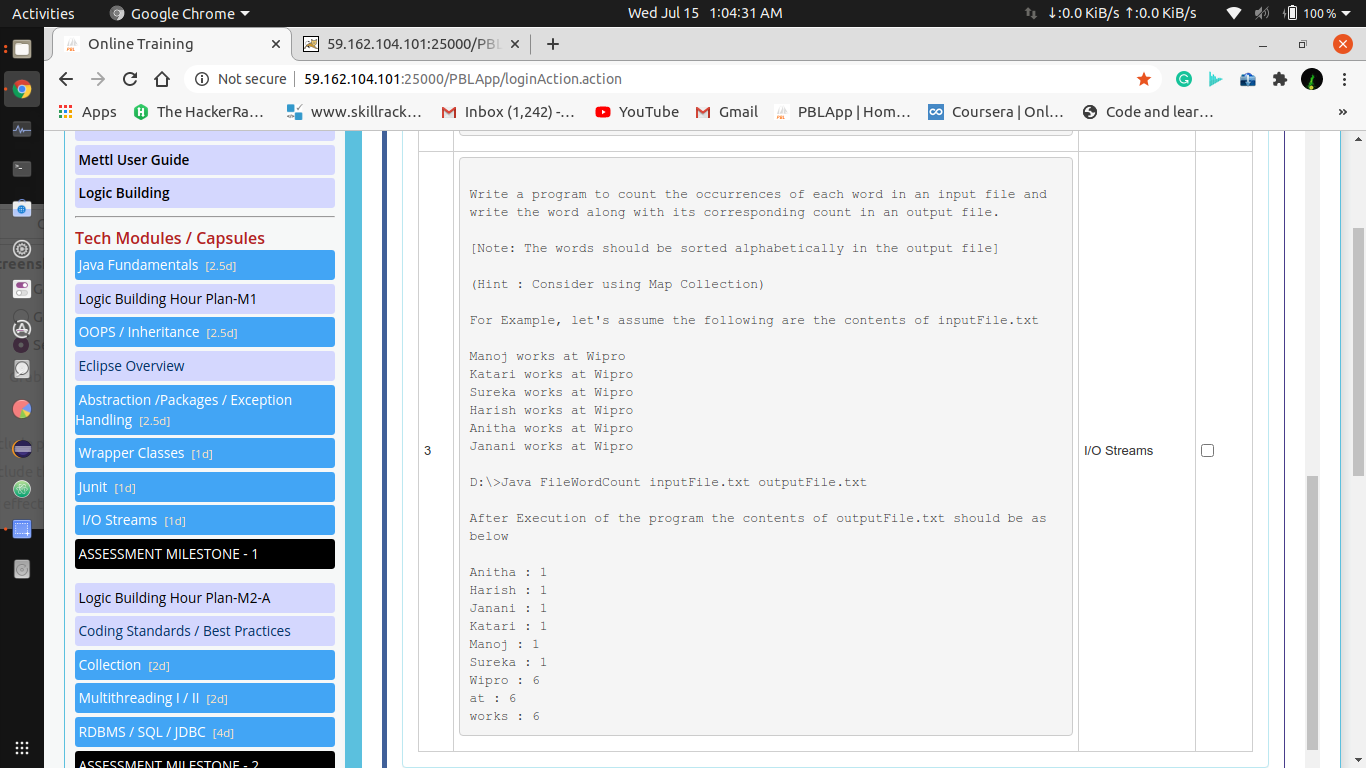 Activities
Google Chrome
Wed Jul 15 1:04:31 AM
↓:0.0 KiB/s ↑:0.0 KiB/s
100 %
Online Training
59.162.104.101:25000/PBL
Not secure
59.162.104.101:25000/PBLApp/loginAction.action
Apps
The HackerRa...
www.skillrack...
Inbox (1,242) -...
YouTube
Gmail
PBLApp | Hom...
Coursera | Onl...
Code and lear...
»
Mettl User Guide
Logic Building
Tech Modules / Capsules
Java Fundamentals [2.5d]
Logic Building Hour Plan-M1
OOPS / Inheritance [2.5d]
Eclipse Overview
Abstraction /Packages / Exception
Handling [2.5d]
Wrapper Classes [1d]
Junit [1d]
I/O Streams [1d]
ASSESSMENT MILESTONE - 1
Logic Building Hour Plan-M2-A
Coding Standards / Best Practices
Collection [2d]
Multithreading I / II [2d]
RDBMS / SQL / JDBC [4d]
ASSESSMENT MILESTONE - 2
3
Write a program to count the occurrences of each word in an input file and
write the word along with its corresponding count in an output file.
[Note: The words should be sorted alphabetically in the output file]
(Hint : Consider using Map Collection)
For Example, let's assume the following are the contents of inputFile.txt
Manoj works at Wipro
Katari works at Wipro
Sureka works at Wipro
Harish works at Wipro
Anitha works at Wipro
Janani works at Wipro
D:\>Java FileWordCount inputFile.txt outputFile.txt
After Execution of the program the contents of outputFile.txt should be as
below
Anitha : 1
Harish : 1
Janani : 1
Katari : 1
Manoj : 1
Sureka : 1
Wipro : 6
at : 6
works : 6
I/O Streams